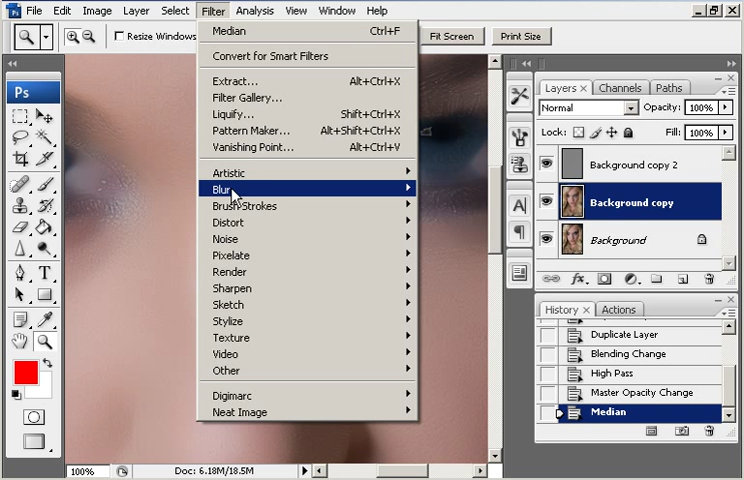 File Edit Image Layer Select Filter Analysis View Window Help
Resize Windows
Fit Screen
Print Size
Ps
Median Ctrl+F
Convert for Smart Filters
Extract... Alt+Ctrl+X
Filter Gallery...
Liquify... Shift+Ctrl+X
Pattern Maker... Alt+Shift+Ctrl+X
Vanishing Point... Alt+Ctrl+V
Artistic
Blur
Brush Strokes
Distort
Noise
Pixelate
Render
Sharpen
Sketch
Stylize
Texture
Video
Other
Digimarc
Neat Image
Layers × Channels Paths
Normal Opacity: 100%
Lock: Fill: 100%
Background copy 2
Background copy
Background
History × Actions
Duplicate Layer
Blending Change
High Pass
Master Opacity Change
Median
100% Doc: 6.18M/18.5M